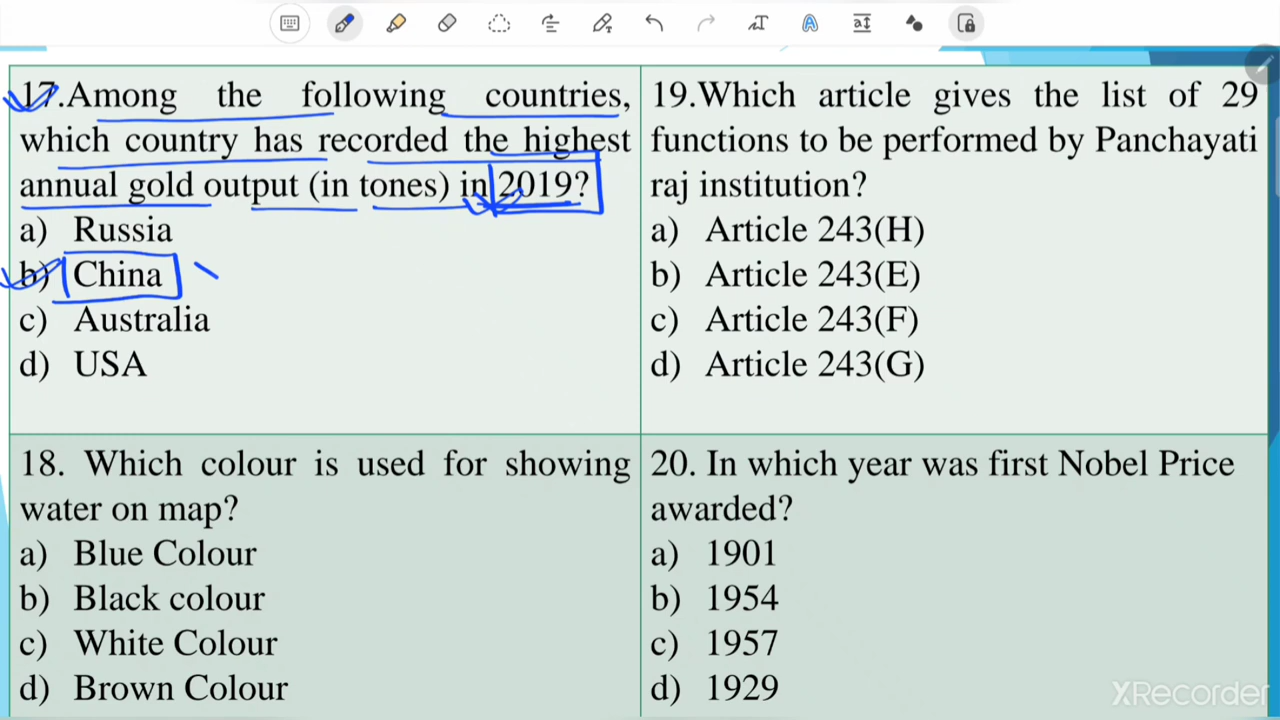 17.Among the following countries,
which country has recorded the highest
annual gold output (in tones) in 2019?
a) Russia
b) China
c) Australia
d) USA
18. Which colour is used for showing
water on map?
a) Blue Colour
b) Black colour
c) White Colour
d) Brown Colour
19.Which article gives the list of 29
functions to be performed by Panchayati
raj institution?
a) Article 243(H)
b) Article 243(E)
c) Article 243(F)
d) Article 243(G)
20. In which year was first Nobel Price
awarded?
a) 1901
b) 1954
c) 1957
d) 1929
XRecorder